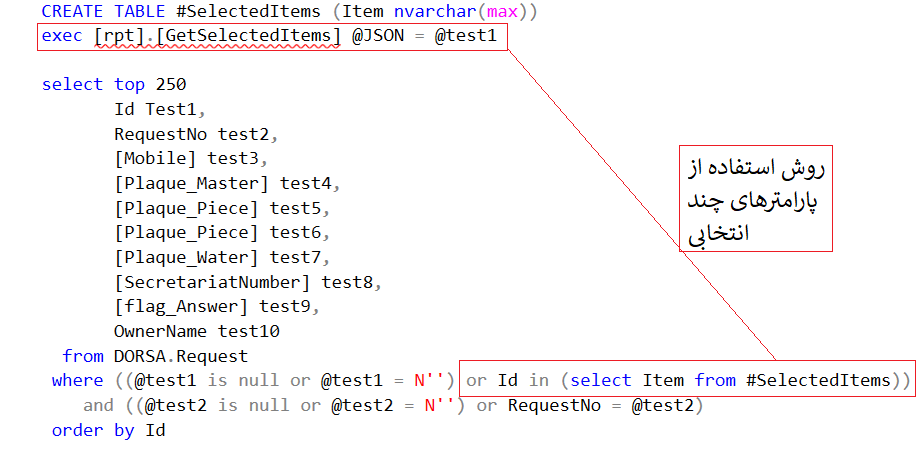 CREATE TABLE #SelectedItems (Item nvarchar(max))
exec [rpt].[GetSelectedItems] @JSON = @test1
select top 250
Id Test1,
RequestNo test2,
[Mobile] test3,
[Plaque_Master] test4,
[Plaque_Piece] test5,
[Plaque_Piece] test6,
[Plaque_Water] test7,
[SecretariatNumber] test8,
[flag_Answer] test9,
OwnerName test10
from DORSA.Request
where ((@test1 is null or @test1 = N'') or Id in (select Item from #SelectedItems))
and ((@test2 is null or @test2 = N'') or RequestNo = @test2)
order by Id
روش استفاده از
پارامترهای چند
انتخابی